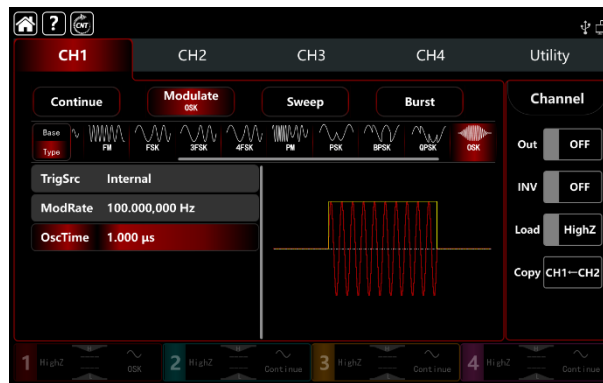 ? CNT
CH1 CH2 CH3 CH4 Utility
Continue Modulate OSK Sweep Burst Channel
Base Type FM FSK 3FSK 4FSK PM PSK BPSK QPSK OSK
Out OFF
TrigSrc Internal
INV OFF
ModRate 100.000,000 Hz
Load HighZ
OscTime 1.000 µs
Copy CH1←CH2
1 HighZ OSK 2 HighZ Continue 3 HighZ Continue 4 HighZ Continue